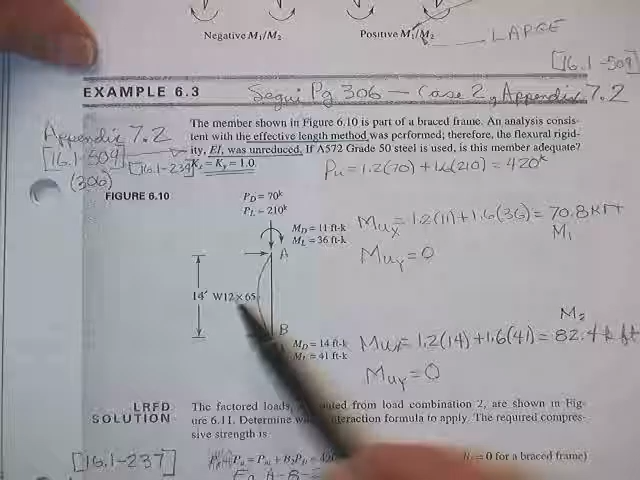 Negative M₁/M₂
Positive M₁/M₂
LARGE
[16.1-509]
EXAMPLE 6.3
Segui Pg 306 — Case 2, Appendix 7.2
Appendix 7.2
[16.1-509]
[16.1-239]
(306)
The member shown in Figure 6.10 is part of a braced frame. An analysis consis-
tent with the effective length method was performed; therefore, the flexural rigid-
ity, EI, was unreduced. If A572 Grade 50 steel is used, is this member adequate?
Kx = Ky = 1.0.
Pu = 1.2(70) + 1.6(210) = 420ᵏ
FIGURE 6.10
P_D = 70ᵏ
P_L = 210ᵏ
M_D = 11 ft-k
M_L = 36 ft-k
A
Mux = 1.2(11) + 1.6(36) = 70.8 k ft
M₁
Muy = 0
14′ W12 × 65
B
M_D = 14 ft-k
M_L = 41 ft-k
M₂
Mux = 1.2(14) + 1.6(41) = 82.4 k ft
Muy = 0
LRFD
SOLUTION
The factored loads, from load combination 2, are shown in Fig-
ure 6.11. Determine interaction formula to apply. The required compres-
sive strength is
[16.1-237]
= 0 for a braced frame)